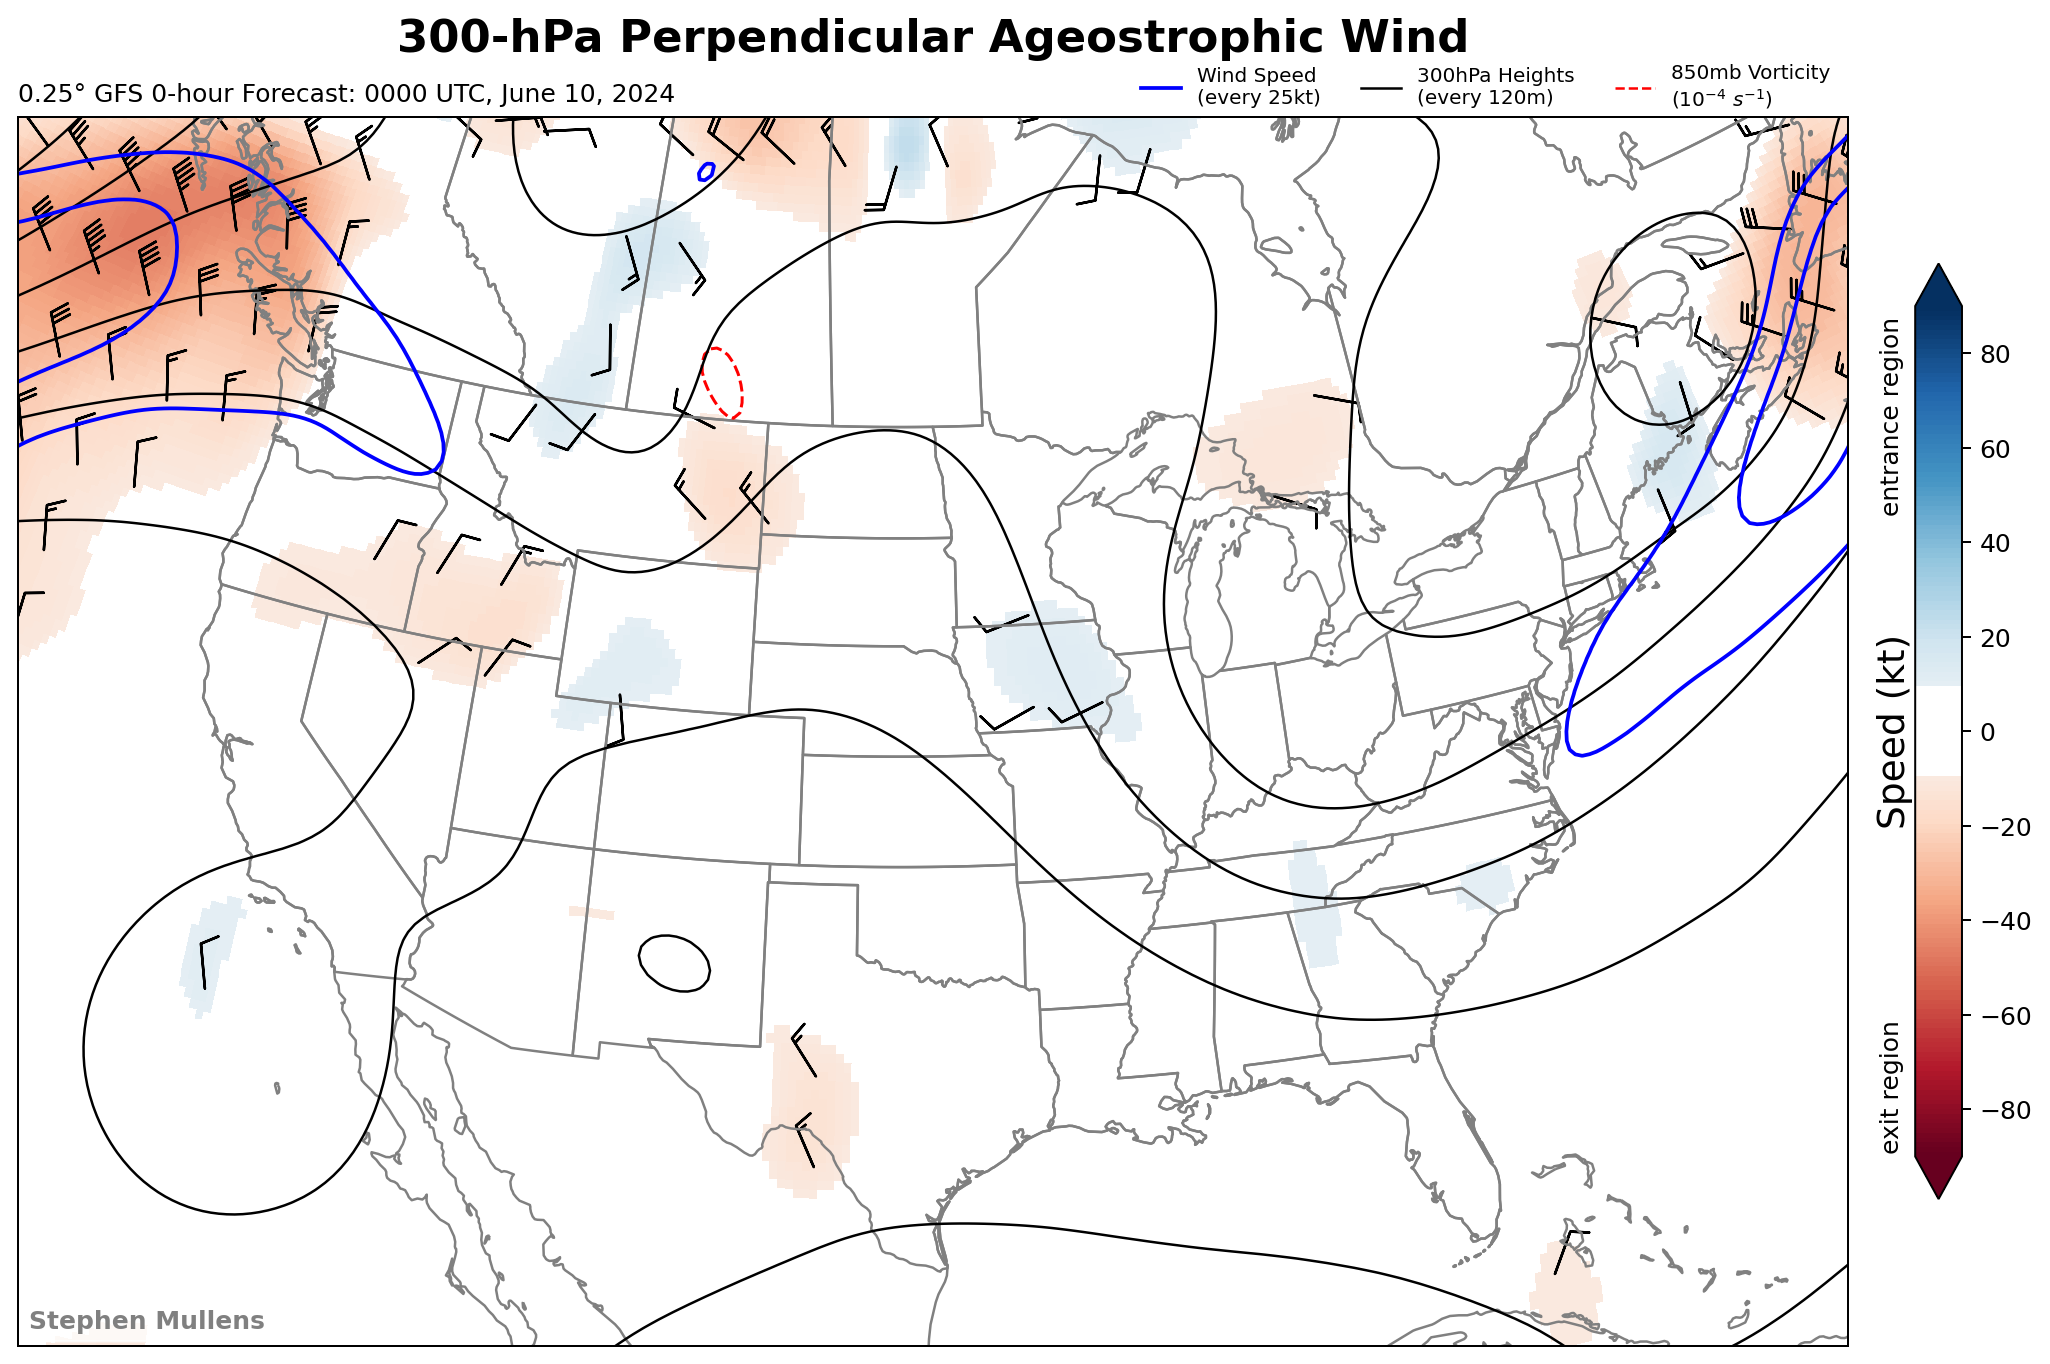 300-hPa Perpendicular Ageostrophic Wind
0.25° GFS 0-hour Forecast: 0000 UTC, June 10, 2024
Wind Speed
(every 25kt)
300hPa Heights
(every 120m)
850mb Vorticity
(10⁻⁴ s⁻¹)
entrance region
Speed (kt)
exit region
80
60
40
20
0
−20
−40
−60
−80
Stephen Mullens